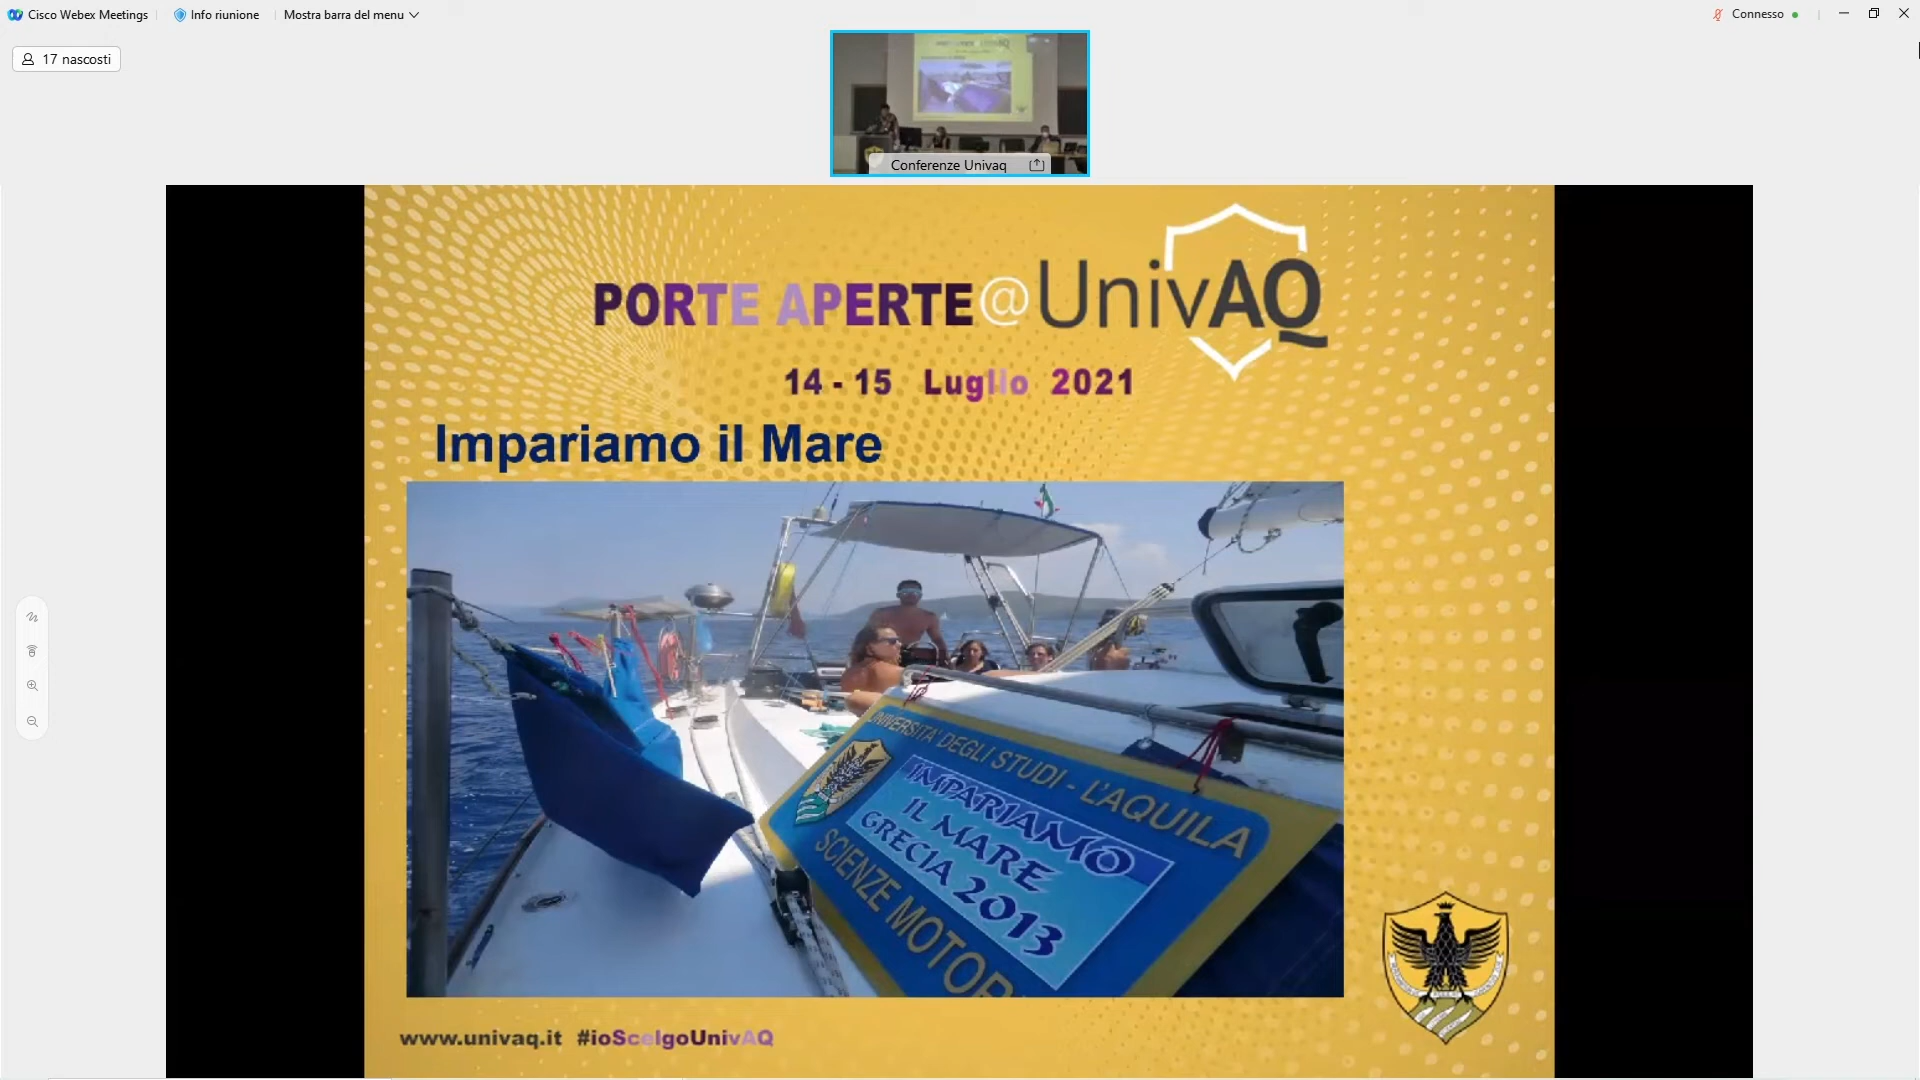 Cisco Webex Meetings
Info riunione
Mostra barra del menu
Connesso
17 nascosti
Conferenze Univaq
PORTE APERTE@UnivAQ
14 - 15 Luglio 2021
Impariamo il Mare
UNIVERSITA' DEGLI STUDI - L'AQUILA
IMPARIAMO
IL MARE
GRECIA 2013
SCIENZE MOTOR
www.univaq.it #ioScelgoUnivAQ